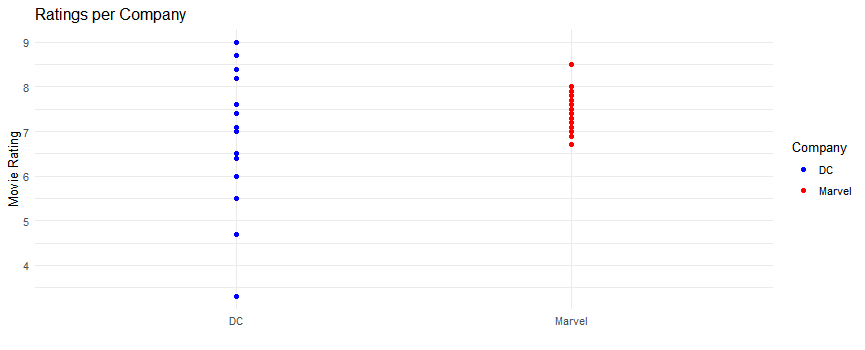 Ratings per Company
Movie Rating
9
8
7
6
5
4
DC
Marvel
Company
DC
Marvel